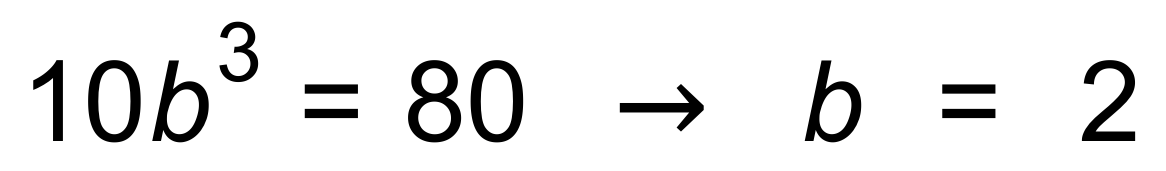 10b³ = 80 → b = 2